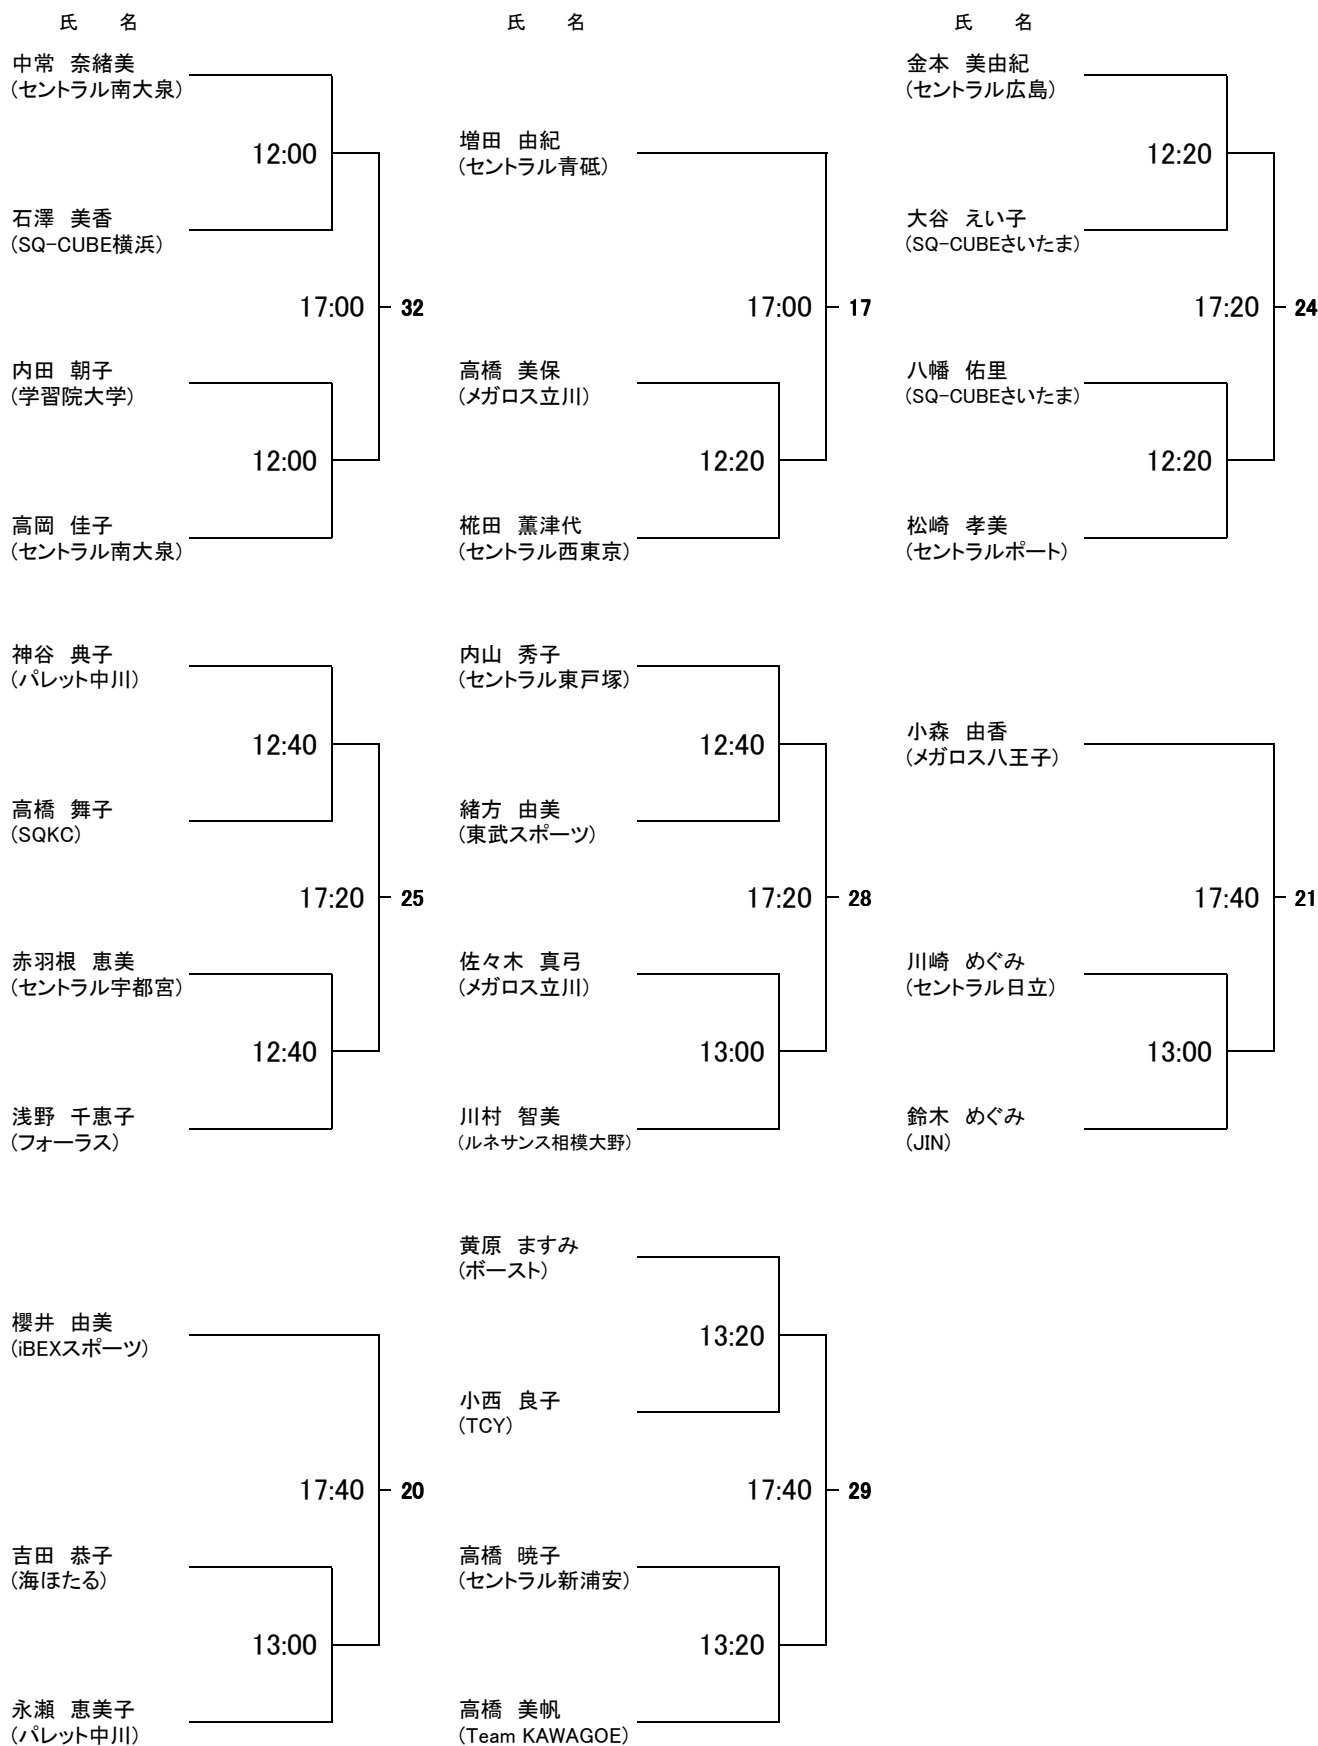 氏　名
中常　奈緒美
(セントラル南大泉)
12:00
石澤　美香
(SQ-CUBE横浜)
17:00
32
内田　朝子
(学習院大学)
12:00
高岡　佳子
(セントラル南大泉)
氏　名
増田　由紀
(セントラル青砥)
17:00
17
高橋　美保
(メガロス立川)
12:20
椛田　薫津代
(セントラル西東京)
氏　名
金本　美由紀
(セントラル広島)
12:20
大谷　えい子
(SQ-CUBEさいたま)
17:20
24
八幡　佑里
(SQ-CUBEさいたま)
12:20
松崎　孝美
(セントラルポート)
神谷　典子
(パレット中川)
12:40
高橋　舞子
(SQKC)
17:20
25
赤羽根　恵美
(セントラル宇都宮)
12:40
浅野　千恵子
(フォーラス)
内山　秀子
(セントラル東戸塚)
12:40
緒方　由美
(東武スポーツ)
17:20
28
佐々木　真弓
(メガロス立川)
13:00
川村　智美
(ルネサンス相模大野)
小森　由香
(メガロス八王子)
17:40
21
川崎　めぐみ
(セントラル日立)
13:00
鈴木　めぐみ
(JIN)
櫻井　由美
(iBEXスポーツ)
17:40
20
吉田　恭子
(海ほたる)
13:00
永瀬　恵美子
(パレット中川)
黄原　ますみ
(ボースト)
13:20
小西　良子
(TCY)
17:40
29
高橋　暁子
(セントラル新浦安)
13:20
高橋　美帆
(Team KAWAGOE)